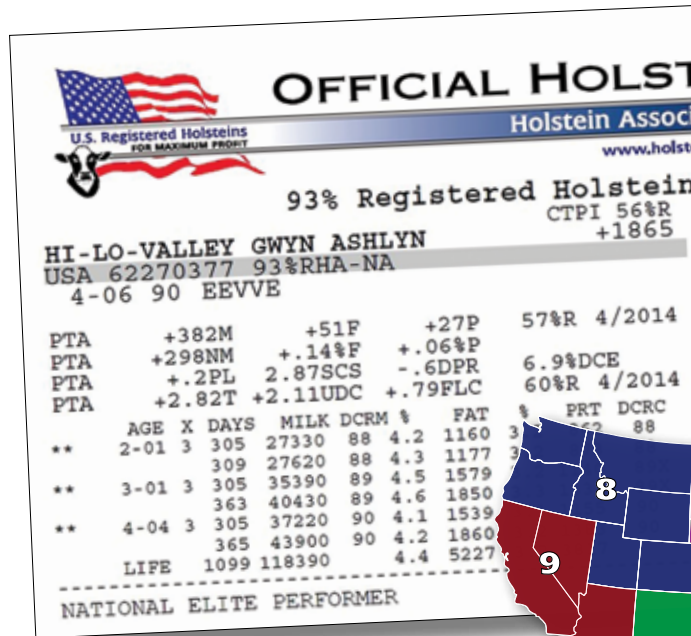 OFFICIAL HOLST
Holstein Assoc
U.S. Registered Holsteins
FOR MAXIMUM PROFIT
www.holst
93% Registered Holstein
CTPI 56%R
HI-LO-VALLEY GWYN ASHLYN +1865
USA 62270377 93%RHA-NA
4-06 90 EEVVE
PTA +382M +51F +27P 57%R 4/2014
PTA +298NM +.14%F +.06%P
PTA +.2PL 2.87SCS -.6DPR 6.9%DCE
PTA +2.82T +2.11UDC +.79FLC 60%R 4/2014
AGE X DAYS MILK DCRM % FAT % PRT DCRC
** 2-01 3 305 27330 88 4.2 1160 3 88
309 27620 88 4.3 1177 3
** 3-01 3 305 35390 89 4.5 1579
363 40430 89 4.6 1850
** 4-04 3 305 37220 90 4.1 1539
365 43900 90 4.2 1860
LIFE 1099 118390 4.4 5227
NATIONAL ELITE PERFORMER
8
9